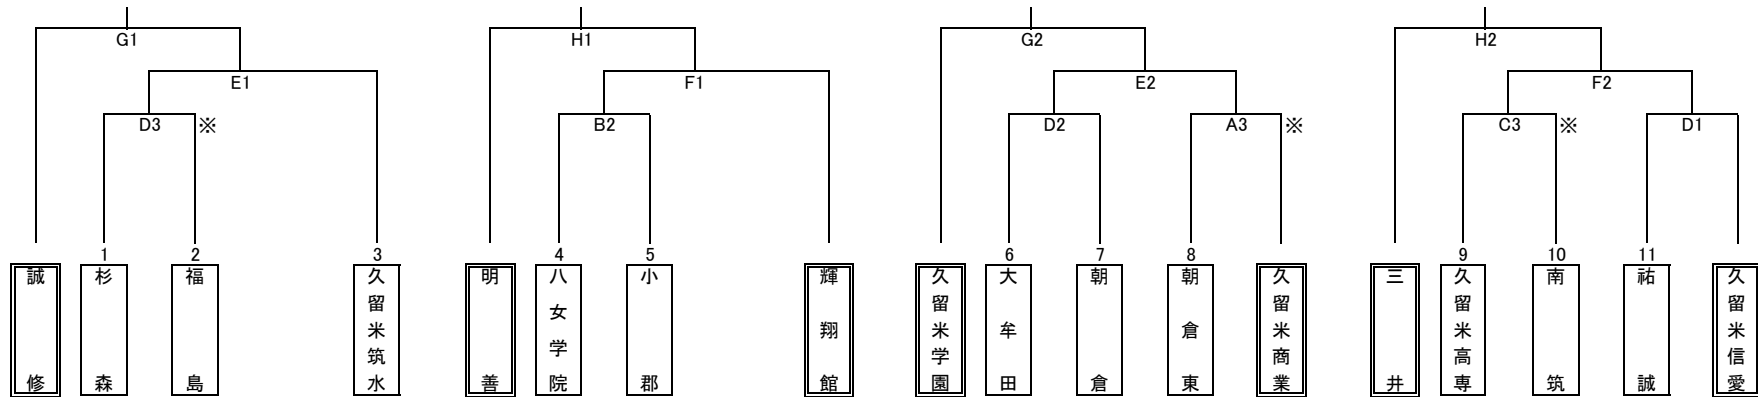 G1 H1 G2 H2
E1 F1 E2 F2
D3 ※ B2 D2 A3 ※ C3 ※ D1
1 2 3 4 5 6 7 8 9 10 11
誠修
杉森
福島
久留米筑水
明善
八女学院
小郡
輝翔館
久留米学園
大牟田
朝倉
朝倉東
久留米商業
三井
久留米高専
南筑
祐誠
久留米信愛